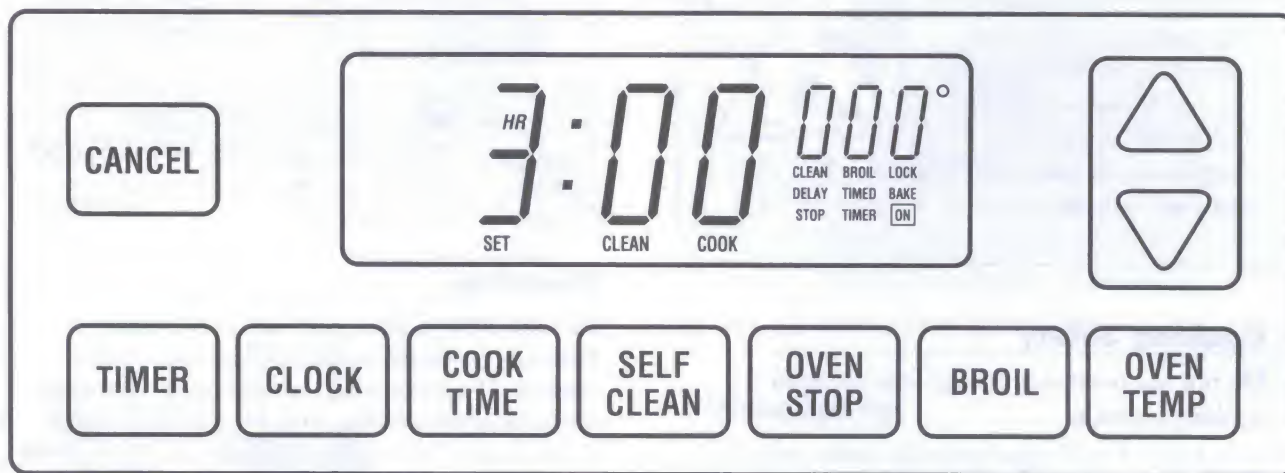 CANCEL
HR
3:00 000°
CLEAN BROIL LOCK
DELAY TIMED BAKE
STOP TIMER ON
SET CLEAN COOK
TIMER
CLOCK
COOK
TIME
SELF
CLEAN
OVEN
STOP
BROIL
OVEN
TEMP